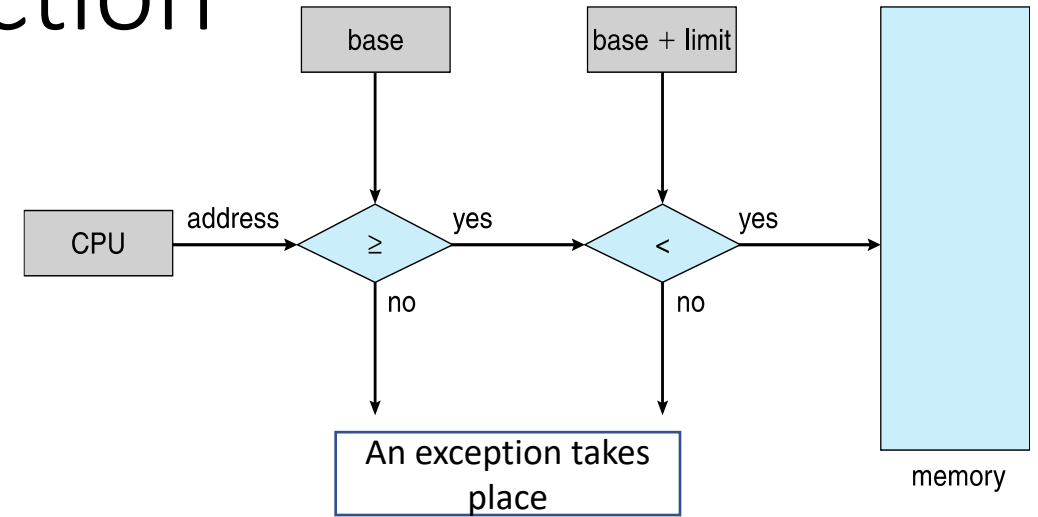 ction
base
base + limit
CPU
address
≥
yes
<
yes
no
no
An exception takes
place
memory